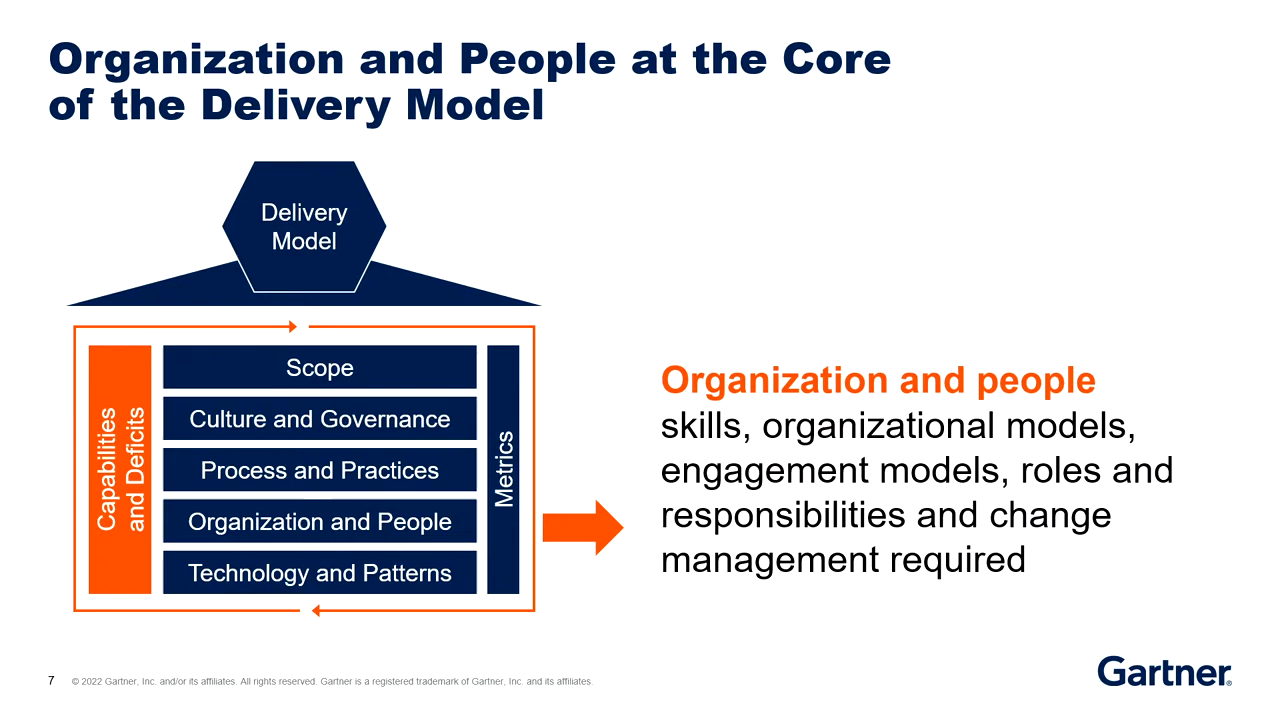 Organization and People at the Core
of the Delivery Model
Delivery
Model
Capabilities
and Deficits
Scope
Culture and Governance
Process and Practices
Organization and People
Technology and Patterns
Metrics
Organization and people
skills, organizational models,
engagement models, roles and
responsibilities and change
management required
7 © 2022 Gartner, Inc. and/or its affiliates. All rights reserved. Gartner is a registered trademark of Gartner, Inc. and its affiliates.
Gartner®